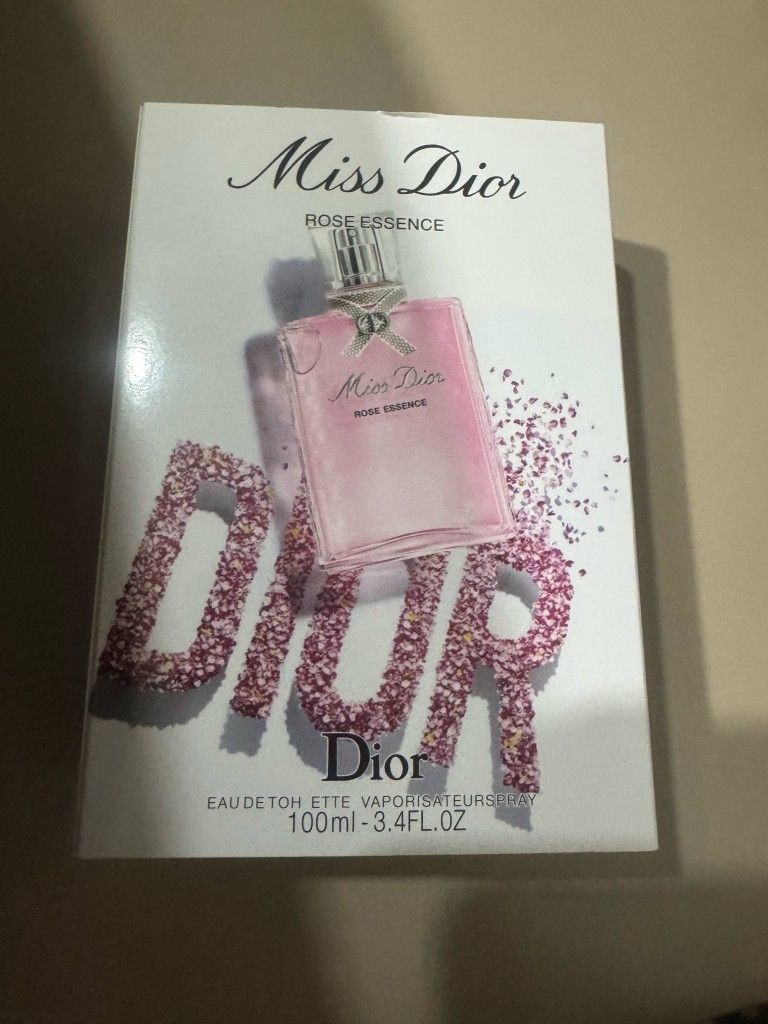 Miss Dior
ROSE ESSENCE
Miss Dior
ROSE ESSENCE
DIOR
Dior
EAU DE TOH ETTE VAPORISATEURSPRAY
100ml - 3.4FL.OZ